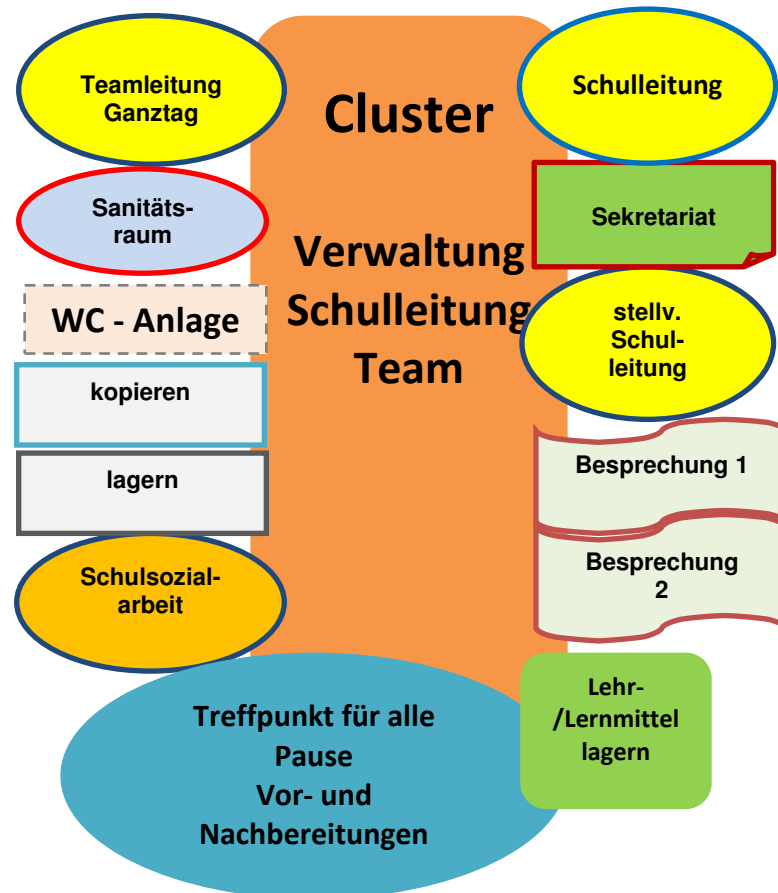 Cluster
Verwaltung
Schulleitung
Team
Teamleitung
Ganztag
Sanitäts-
raum
WC - Anlage
kopieren
lagern
Schulsozial-
arbeit
Schulleitung
Sekretariat
stellv.
Schul-
leitung
Besprechung 1
Besprechung
2
Lehr-
/Lernmittel
lagern
Treffpunkt für alle
Pause
Vor- und
Nachbereitungen